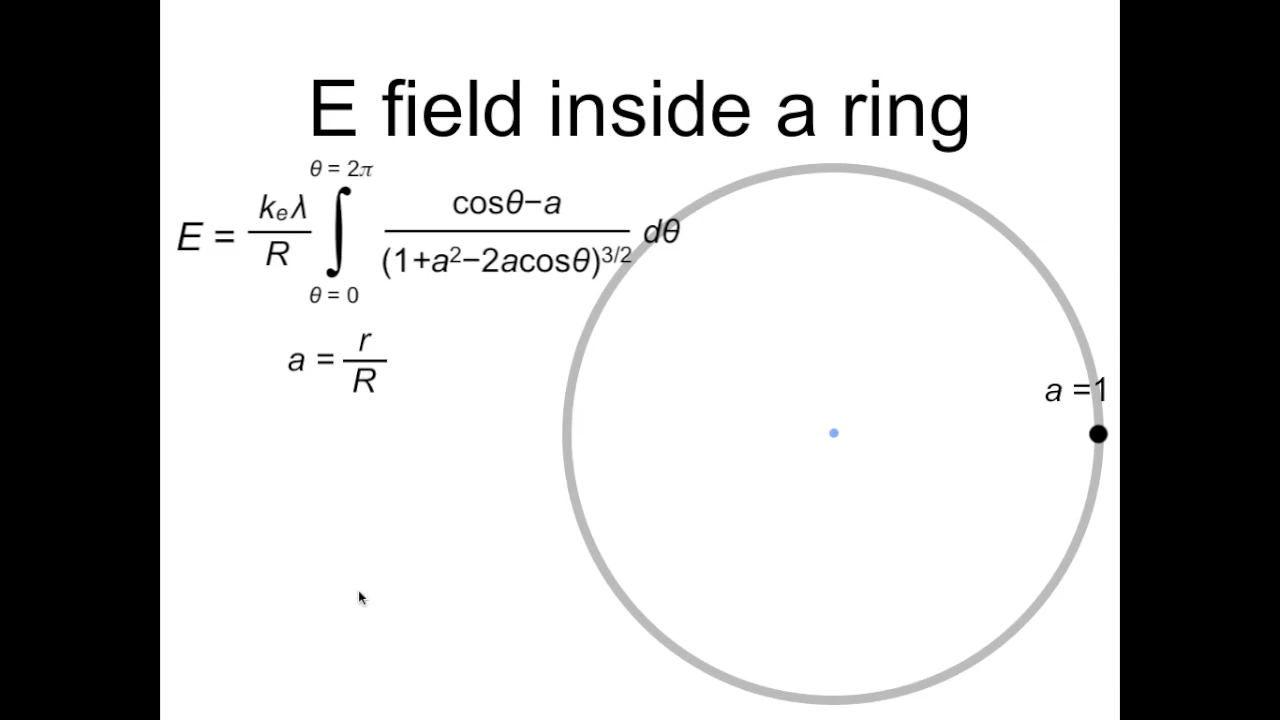 E field inside a ring
θ = 2π
E = kₑλ/R ∫ cosθ−a/(1+a²−2acosθ)³/² dθ
θ = 0
a = r/R
a =1